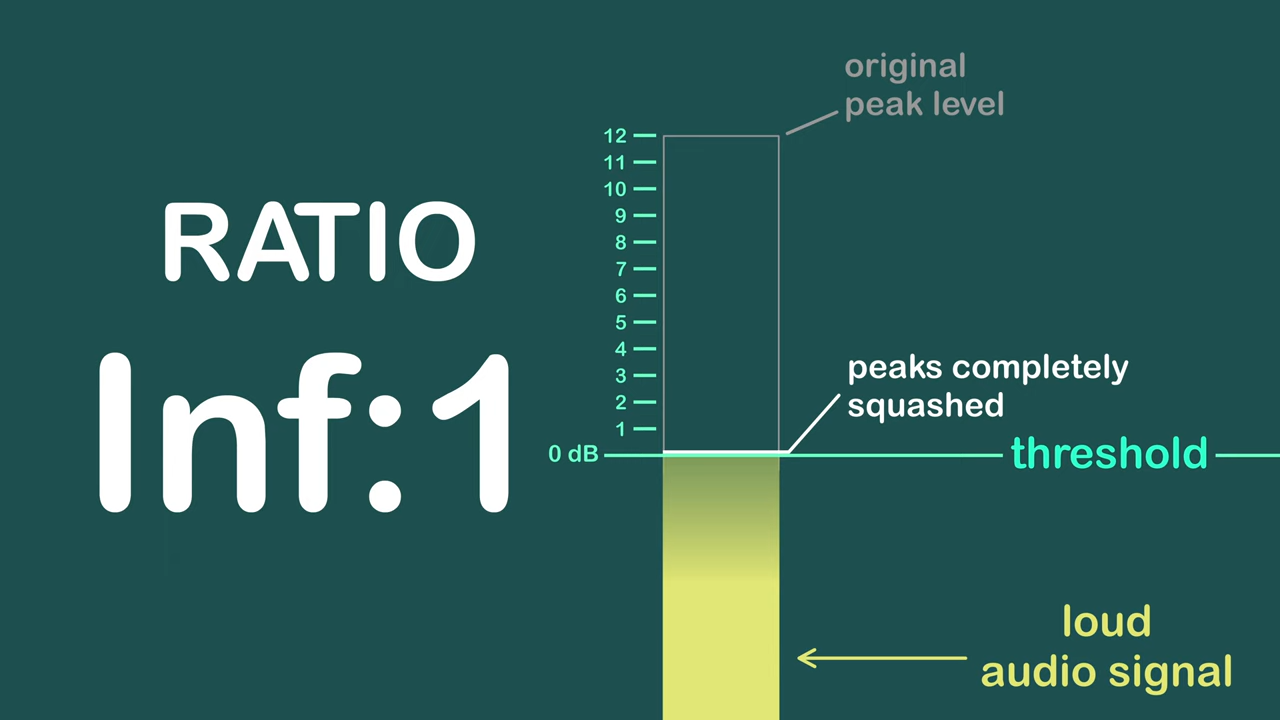 RATIO
Inf:1
original
peak level
12
11
10
9
8
7
6
5
4
3
2
1
0 dB
peaks completely
squashed
threshold
loud
audio signal